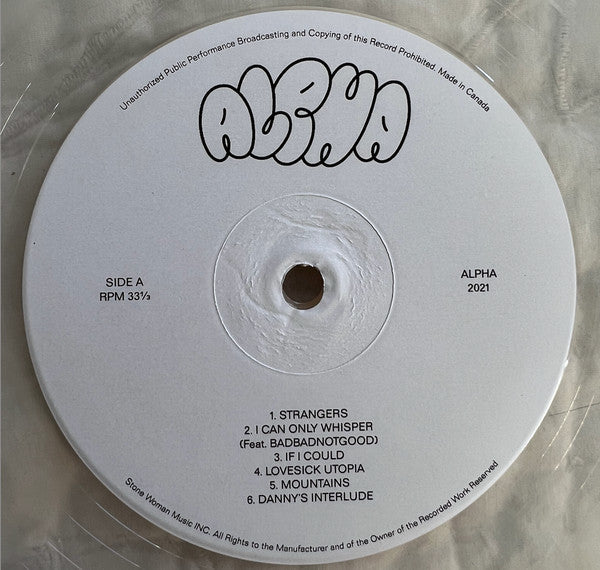 Unauthorized Public Performance Broadcasting and Copying of this Record Prohibited. Made in Canada
ALPHA
SIDE A
RPM 33⅓
ALPHA
2021
1. STRANGERS
2. I CAN ONLY WHISPER
(Feat. BADBADNOTGOOD)
3. IF I COULD
4. LOVESICK UTOPIA
5. MOUNTAINS
6. DANNY'S INTERLUDE
Stone Woman Music INC. All Rights to the Manufacturer and of the Owner of the Recorded Work Reserved